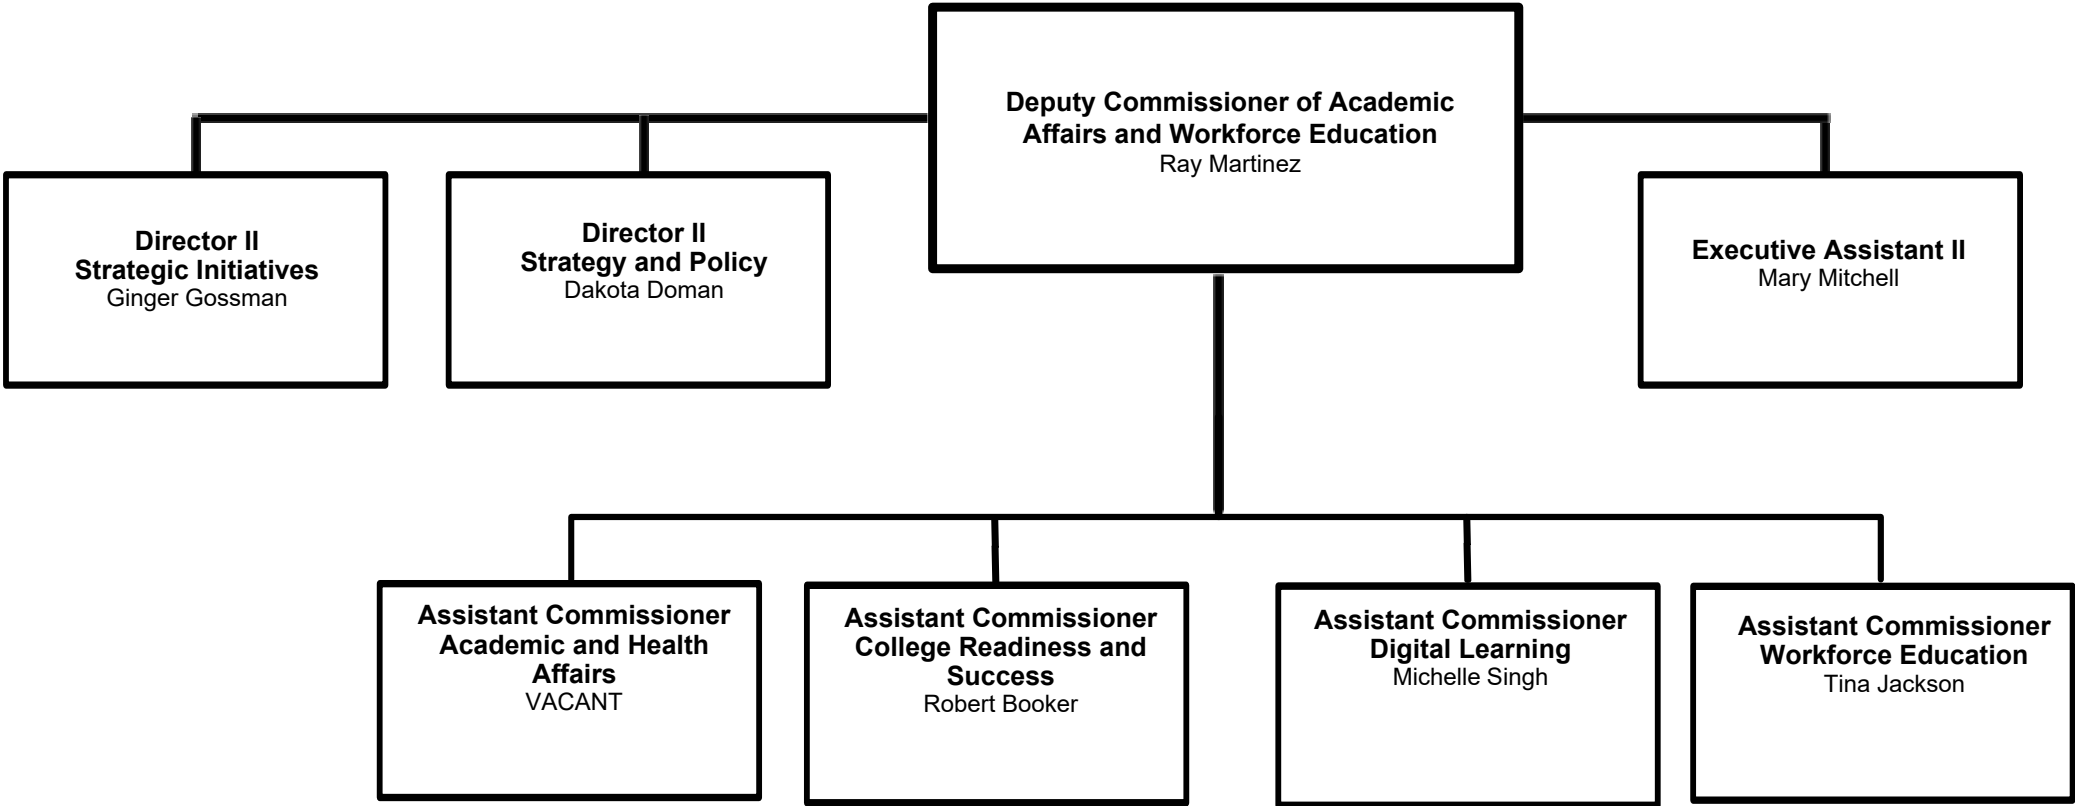 Deputy Commissioner of Academic
Affairs and Workforce Education
Ray Martinez
Director II
Strategic Initiatives
Ginger Gossman
Director II
Strategy and Policy
Dakota Doman
Executive Assistant II
Mary Mitchell
Assistant Commissioner
Academic and Health
Affairs
VACANT
Assistant Commissioner
College Readiness and
Success
Robert Booker
Assistant Commissioner
Digital Learning
Michelle Singh
Assistant Commissioner
Workforce Education
Tina Jackson